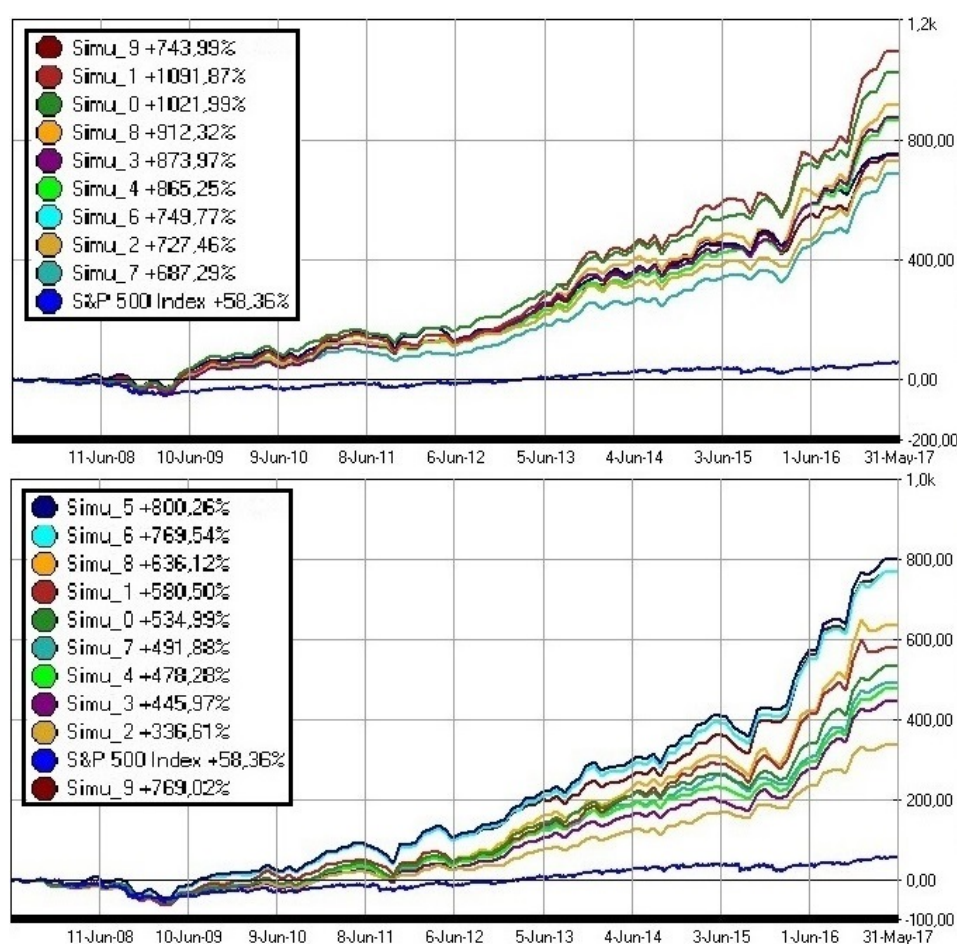 1,2k
Simu_9 +743,99%
Simu_1 +1091,87%
Simu_0 +1021,99%
Simu_8 +912,32%
Simu_3 +873,97%
Simu_4 +865,25%
Simu_6 +749,77%
Simu_2 +727,46%
Simu_7 +687,29%
S&P 500 Index +58,36%
800,00
400,00
0,00
-200,00
11-Jun-08 10-Jun-09 9-Jun-10 8-Jun-11 6-Jun-12 5-Jun-13 4-Jun-14 3-Jun-15 1-Jun-16 31-May-17
1,0k
Simu_5 +800,26%
Simu_6 +769,54%
Simu_8 +636,12%
Simu_1 +580,50%
Simu_0 +534,99%
Simu_7 +491,88%
Simu_4 +478,28%
Simu_3 +445,97%
Simu_2 +336,61%
S&P 500 Index +58,36%
Simu_9 +769,02%
800,00
600,00
400,00
200,00
0,00
-100,00
11-Jun-08 10-Jun-09 9-Jun-10 8-Jun-11 6-Jun-12 5-Jun-13 4-Jun-14 3-Jun-15 1-Jun-16 31-May-17